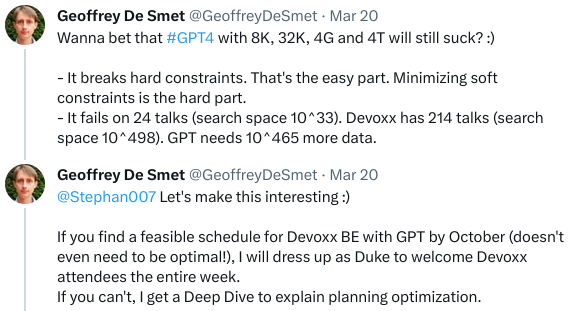 Geoffrey De Smet @GeoffreyDeSmet · Mar 20
Wanna bet that #GPT4 with 8K, 32K, 4G and 4T will still suck? :)
- It breaks hard constraints. That's the easy part. Minimizing soft
constraints is the hard part.
- It fails on 24 talks (search space 10^33). Devoxx has 214 talks (search
space 10^498). GPT needs 10^465 more data.
Geoffrey De Smet @GeoffreyDeSmet · Mar 20
@Stephan007 Let's make this interesting :)
If you find a feasible schedule for Devoxx BE with GPT by October (doesn't
even need to be optimal!), I will dress up as Duke to welcome Devoxx
attendees the entire week.
If you can't, I get a Deep Dive to explain planning optimization.